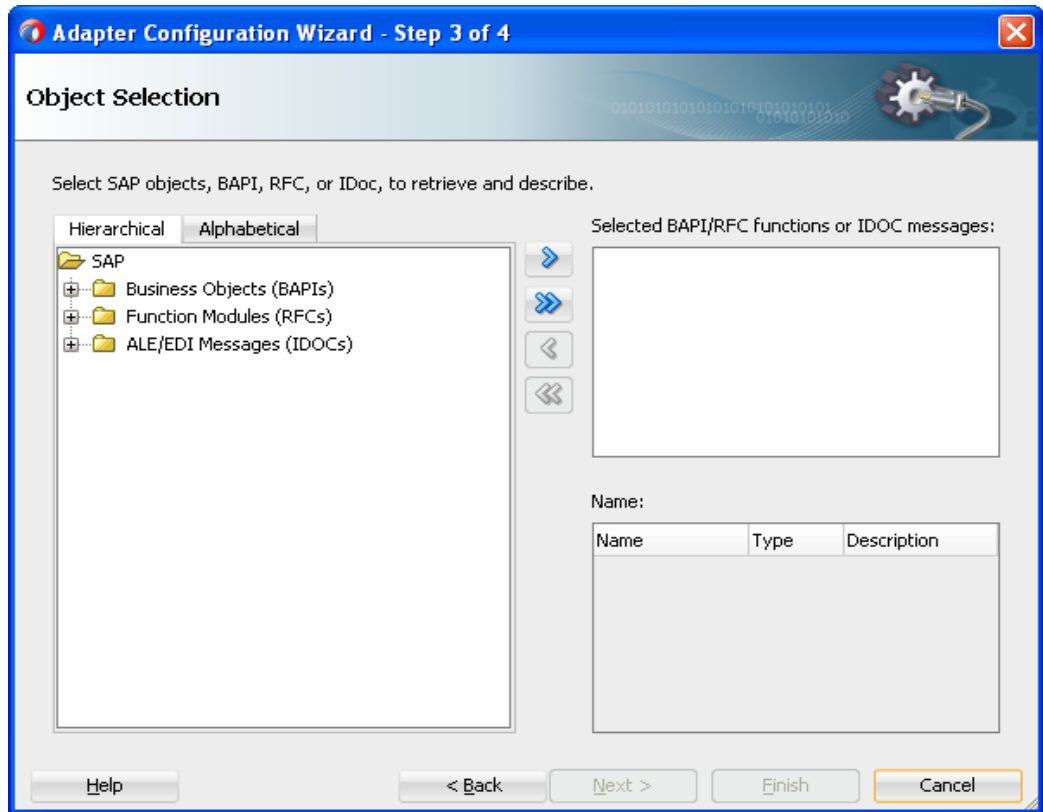 Adapter Configuration Wizard - Step 3 of 4
Object Selection
Select SAP objects, BAPI, RFC, or IDoc, to retrieve and describe.
Hierarchical Alphabetical
SAP
Business Objects (BAPIs)
Function Modules (RFCs)
ALE/EDI Messages (IDOCs)
Selected BAPI/RFC functions or IDOC messages:
Name:
Name Type Description
Help < Back Next > Finish Cancel